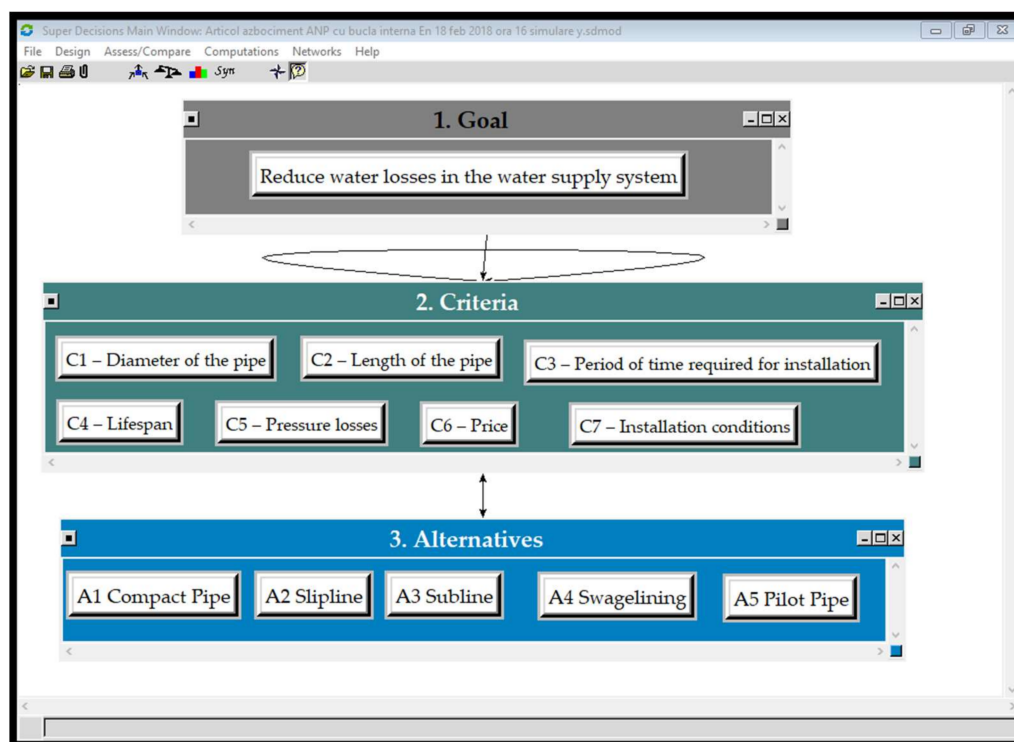 Super Decisions Main Window: Articol azbociment ANP cu bucla interna En 18 feb 2018 ora 16 simulare y.sdmod
File Design Assess/Compare Computations Networks Help
Syn
1. Goal
Reduce water losses in the water supply system
2. Criteria
C1 – Diameter of the pipe C2 – Length of the pipe C3 – Period of time required for installation
C4 – Lifespan C5 – Pressure losses C6 – Price C7 – Installation conditions
3. Alternatives
A1 Compact Pipe A2 Slipline A3 Subline A4 Swagelining A5 Pilot Pipe